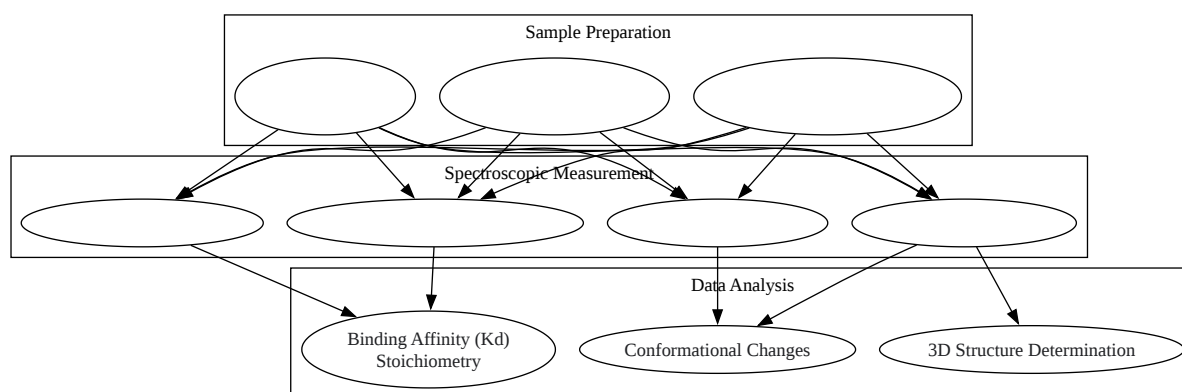 Sample Preparation
Spectroscopic Measurement
Data Analysis
Binding Affinity (Kd)
Stoichiometry
Conformational Changes
3D Structure Determination